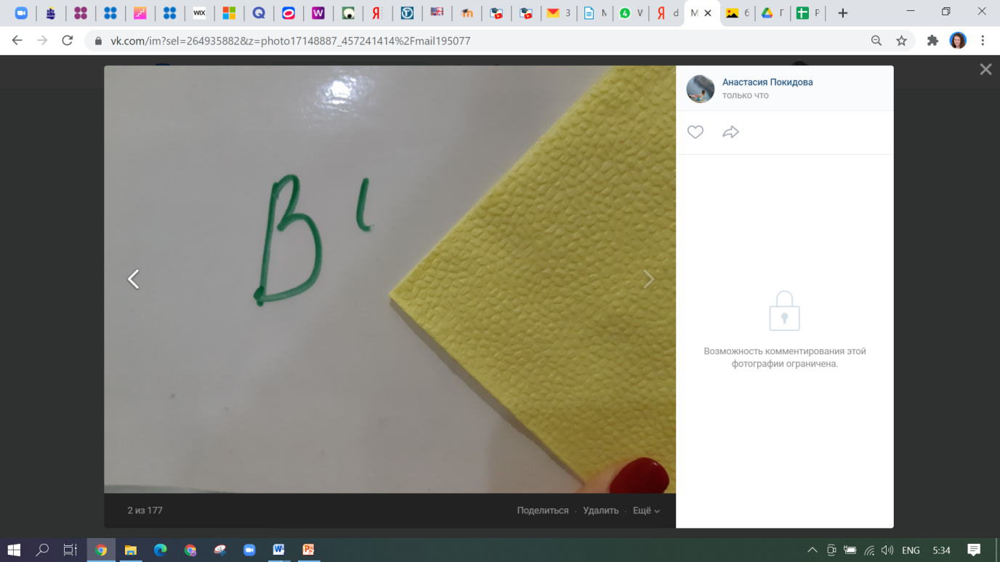 З
М
W
Я d
М
6
Г
Р
vk.com/im?sel=264935882&z=photo17148887_457241414%2Fmail195077
В
Анастасия Покидова
только что
Возможность комментирования этой
фотографии ограничена.
2 из 177
Поделиться · Удалить · Ещё
ENG
5:34